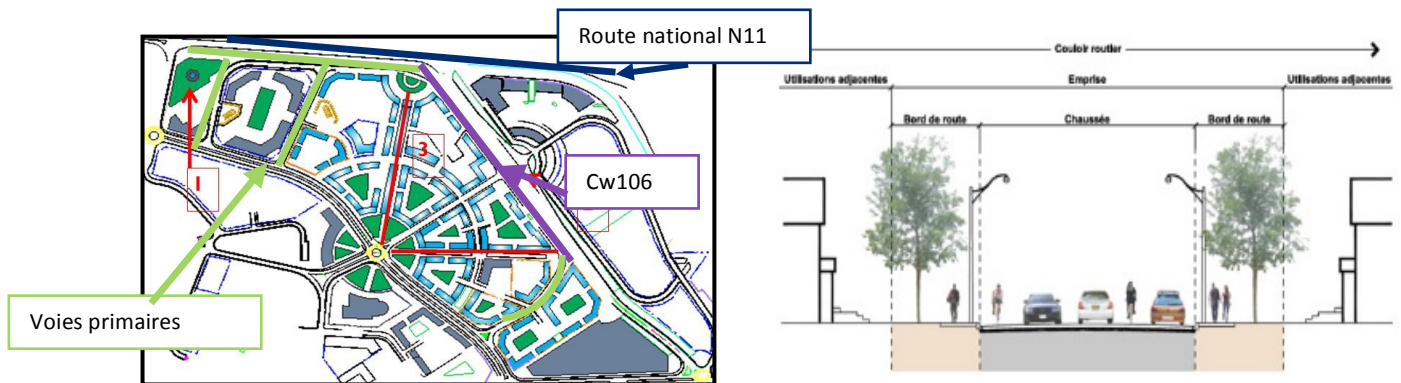 Route national N11
Cw106
Voies primaires
I
3
Couloir routier
Utilisations adjacentes
Emprise
Utilisations adjacentes
Bord de route
Chaussée
Bord de route